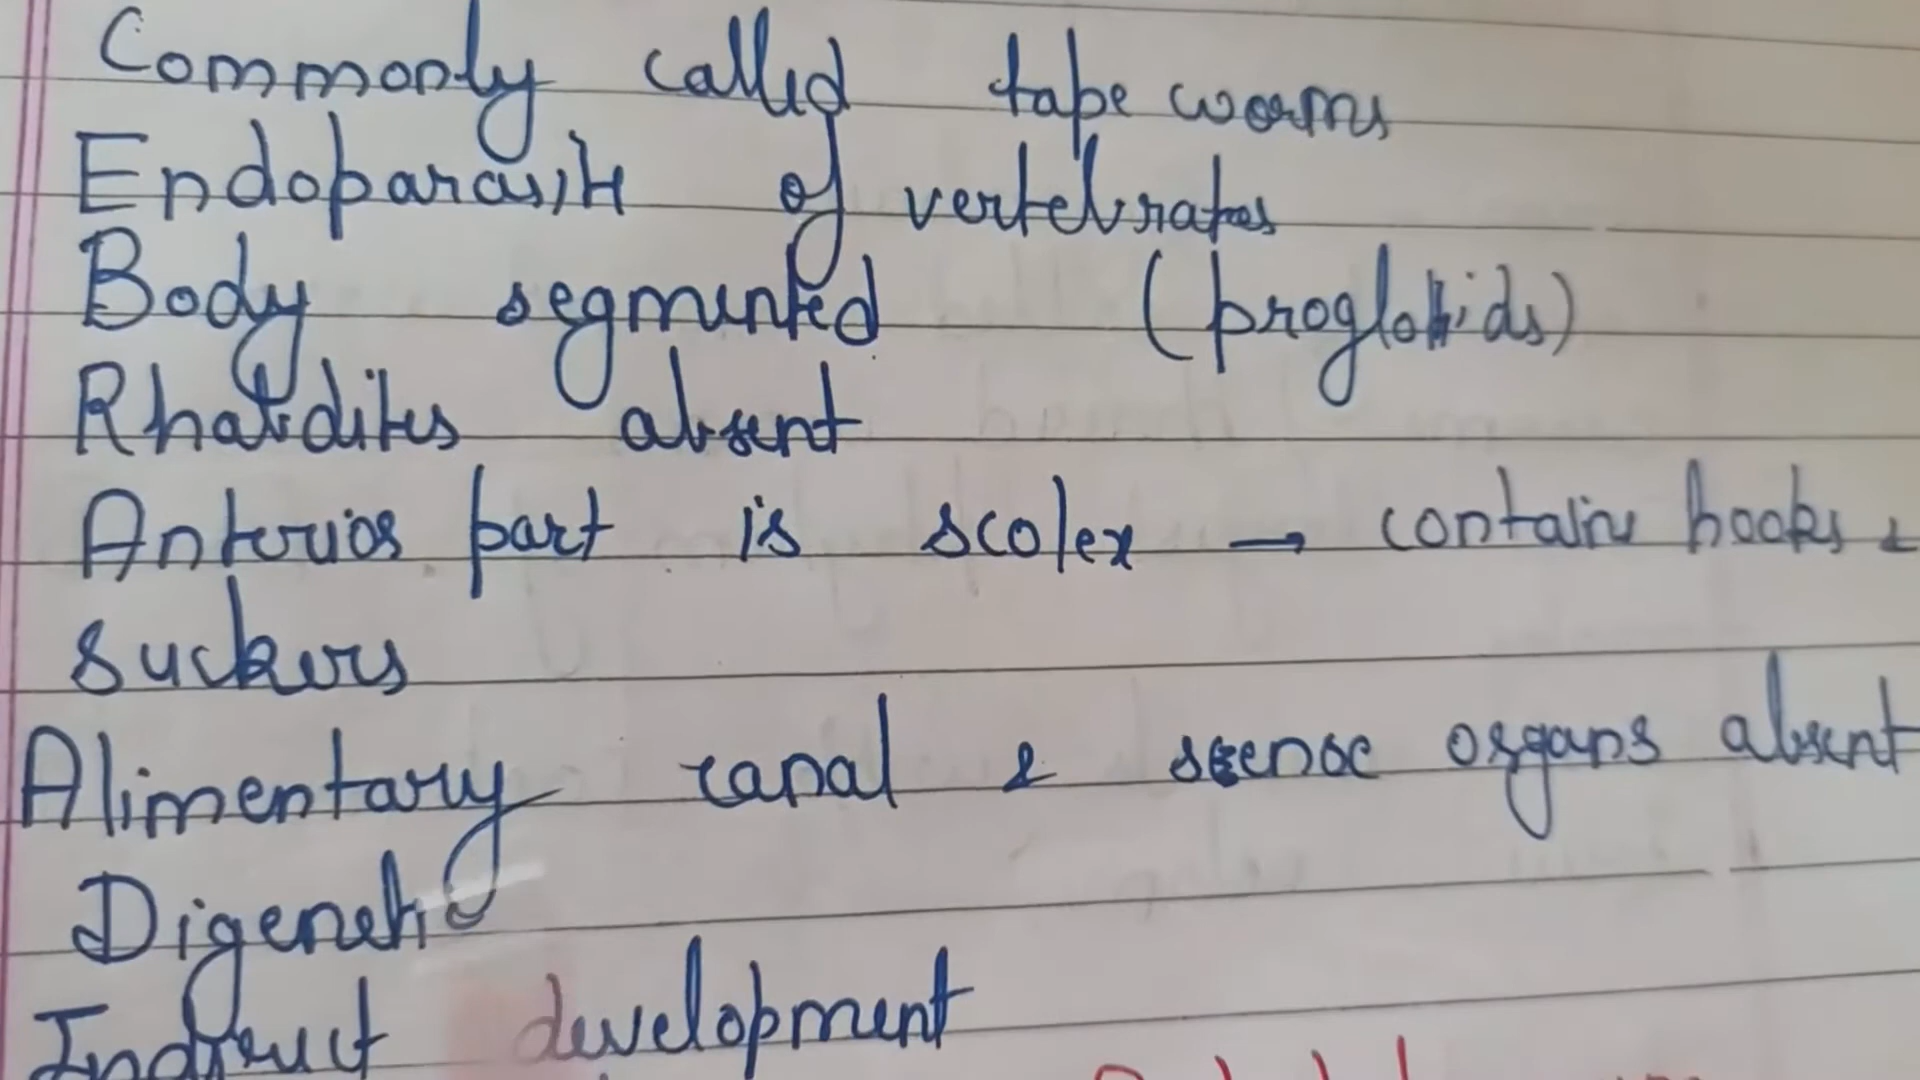 Commonly called tape worms
Endoparasite of vertebrates
Body segmented (proglottids)
Rhabdites absent
Anterior part is scolex → contains hooks &
suckers
Alimentary canal & sense organs absent
Digenetic
Indirect development